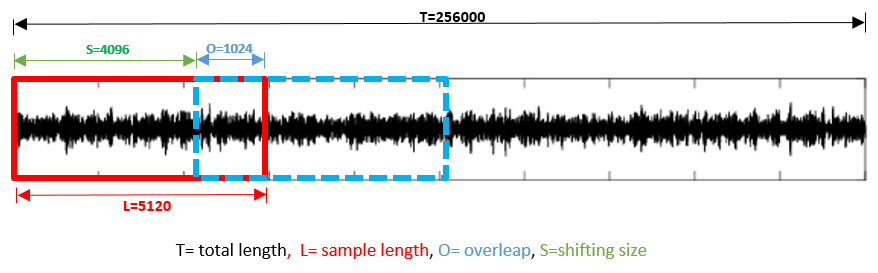 T=256000
S=4096
O=1024
L=5120
T= total length, L= sample length, O= overleap, S=shifting size